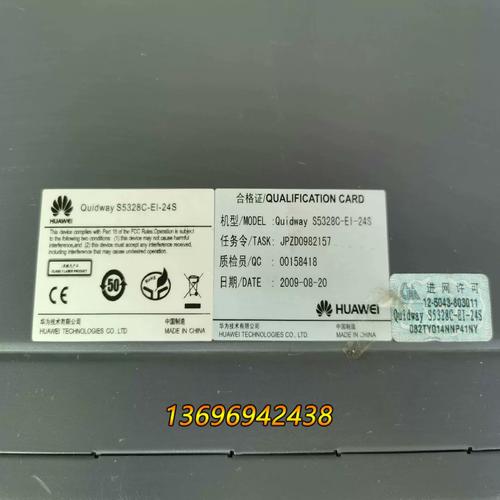 HUAWEI
Quidway S5328C-EI-24S
This device complies with Part 15 of the FCC Rules.Operation is subject
to the following two conditions:
(1) this device may not cause harmful interference, and
(2) this device must accept any interference received, including
interference that may cause undesired operation.
CLASS 1 LASER PRODUCT
50
CE
华为技术有限公司
HUAWEI TECHNOLOGIES CO.,LTD.
中国制造
MADE IN CHINA
合格证/QUALIFICATION CARD
机型/MODEL :Quidway S5328C-EI-24S
任务令/TASK: JPZD0982157
质检员/QC : 00158418
日期/DATE : 2009-08-20
HUAWEI
华为技术有限公司
HUAWEI TECHNOLOGIES CO.,LTD.
中国制造
MADE IN CHINA
进网许可
12-5043-803011
Quidway S5328C-EI-24S
082TY014NNP41NY
13696942438